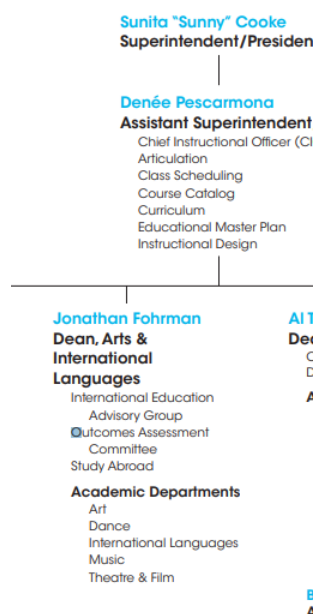 Sunita "Sunny" Cooke
Superintendent/Presiden
Denée Pescarmona
Assistant Superintendent
Chief Instructional Officer (CI
Articulation
Class Scheduling
Course Catalog
Curriculum
Educational Master Plan
Instructional Design
Jonathan Fohrman
Dean, Arts &
International
Languages
International Education
Advisory Group
Outcomes Assessment
Committee
Study Abroad
Academic Departments
Art
Dance
International Languages
Music
Theatre & Film
Al T
Dea